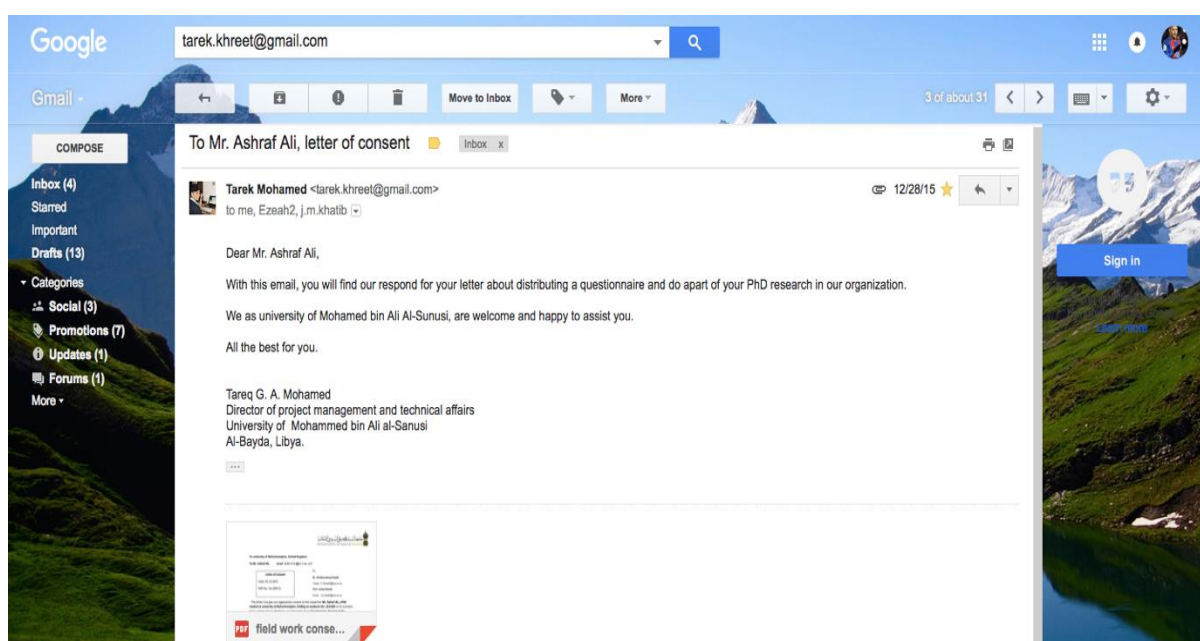 Google
tarek.khreet@gmail.com
Gmail
Move to Inbox
More
3 of about 31
COMPOSE
To Mr. Ashraf Ali, letter of consent
Inbox x
Inbox (4)
Starred
Important
Drafts (13)
Categories
Social (3)
Promotions (7)
Updates (1)
Forums (1)
More
Tarek Mohamed <tarek.khreet@gmail.com>
12/28/15
to me, Ezeah2, j.m.khatib
Dear Mr. Ashraf Ali,
With this email, you will find our respond for your letter about distributing a questionnaire and do apart of your PhD research in our organization.
We as university of Mohamed bin Ali Al-Sunusi, are welcome and happy to assist you.
All the best for you.
Tareq G. A. Mohamed
Director of project management and technical affairs
University of Mohammed bin Ali al-Sanusi
Al-Bayda, Libya.
Sign in
Learn more
PDF
field work conse...